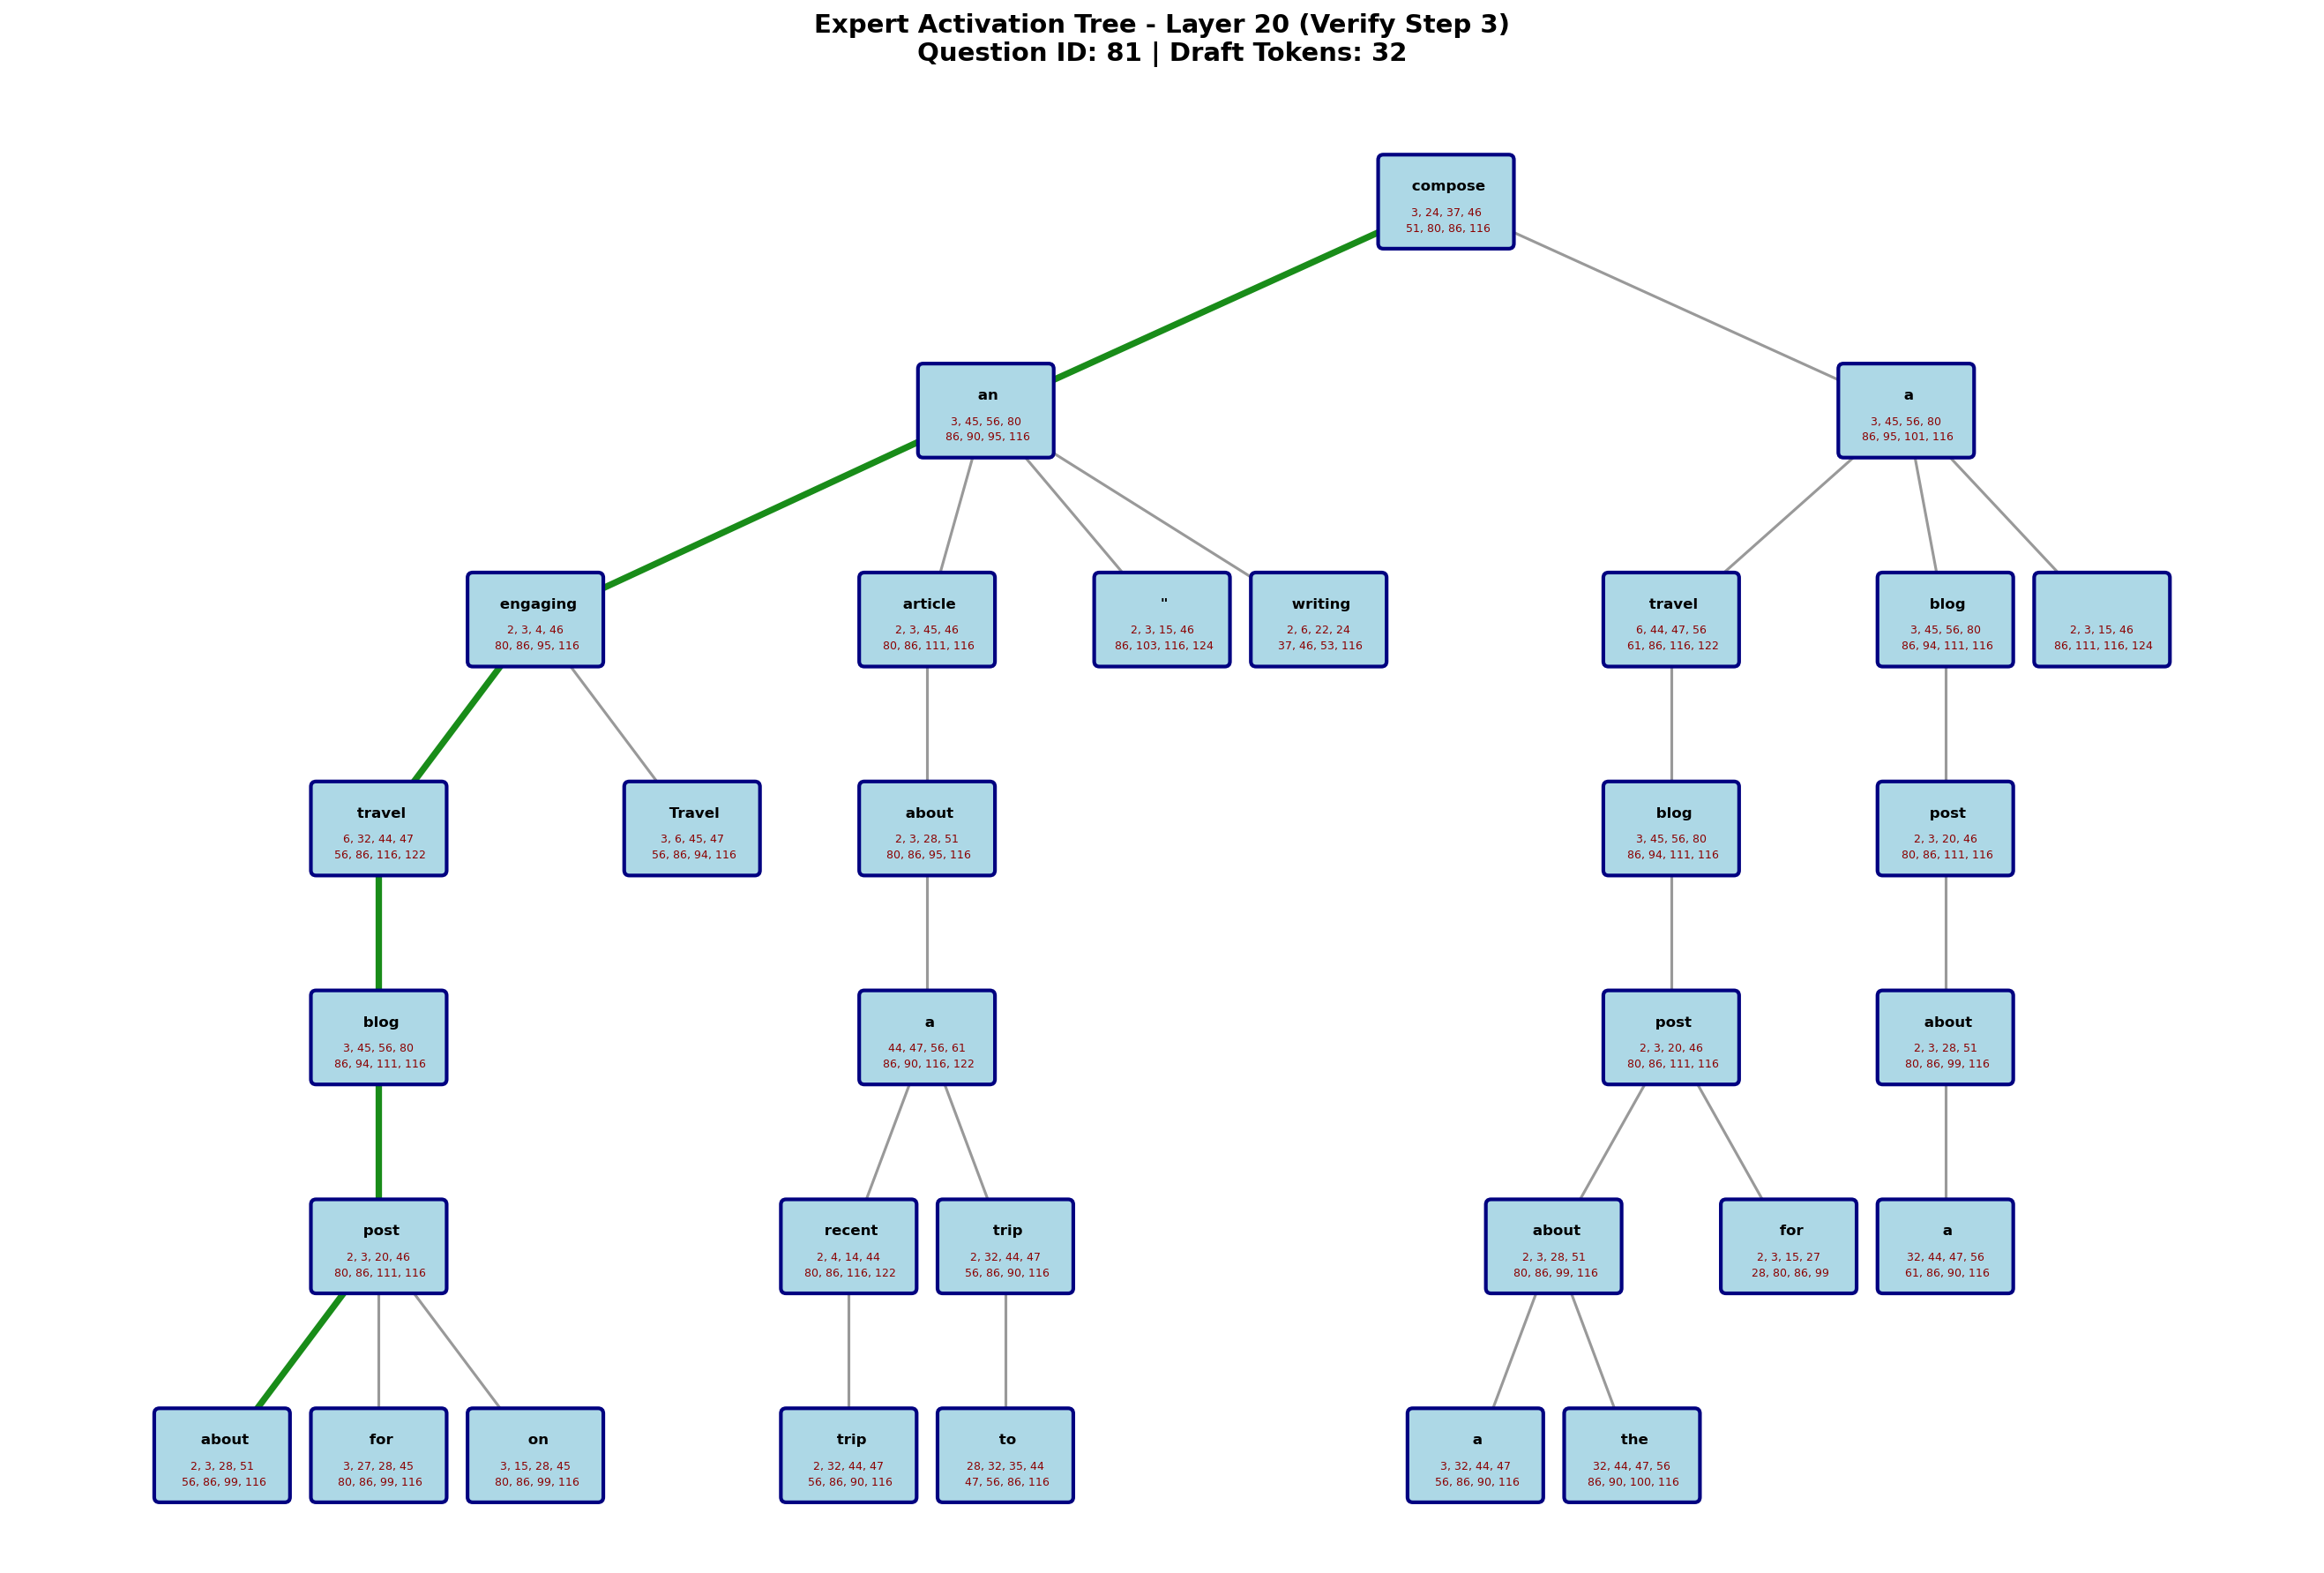 Expert Activation Tree - Layer 20 (Verify Step 3)
Question ID: 81 | Draft Tokens: 32
compose
3, 24, 37, 46
51, 80, 86, 116
an
3, 45, 56, 80
86, 90, 95, 116
a
3, 45, 56, 80
86, 95, 101, 116
engaging
2, 3, 4, 46
80, 86, 95, 116
article
2, 3, 45, 46
80, 86, 111, 116
"
2, 3, 15, 46
86, 103, 116, 124
writing
2, 6, 22, 24
37, 46, 53, 116
travel
6, 44, 47, 56
61, 86, 116, 122
blog
3, 45, 56, 80
86, 94, 111, 116
2, 3, 15, 46
86, 111, 116, 124
travel
6, 32, 44, 47
56, 86, 116, 122
Travel
3, 6, 45, 47
56, 86, 94, 116
about
2, 3, 28, 51
80, 86, 95, 116
blog
3, 45, 56, 80
86, 94, 111, 116
post
2, 3, 20, 46
80, 86, 111, 116
blog
3, 45, 56, 80
86, 94, 111, 116
a
44, 47, 56, 61
86, 90, 116, 122
post
2, 3, 20, 46
80, 86, 111, 116
about
2, 3, 28, 51
80, 86, 99, 116
post
2, 3, 20, 46
80, 86, 111, 116
recent
2, 4, 14, 44
80, 86, 116, 122
trip
2, 32, 44, 47
56, 86, 90, 116
about
2, 3, 28, 51
80, 86, 99, 116
for
2, 3, 15, 27
28, 80, 86, 99
a
32, 44, 47, 56
61, 86, 90, 116
about
2, 3, 28, 51
56, 86, 99, 116
for
3, 27, 28, 45
80, 86, 99, 116
on
3, 15, 28, 45
80, 86, 99, 116
trip
2, 32, 44, 47
56, 86, 90, 116
to
28, 32, 35, 44
47, 56, 86, 116
a
3, 32, 44, 47
56, 86, 90, 116
the
32, 44, 47, 56
86, 90, 100, 116